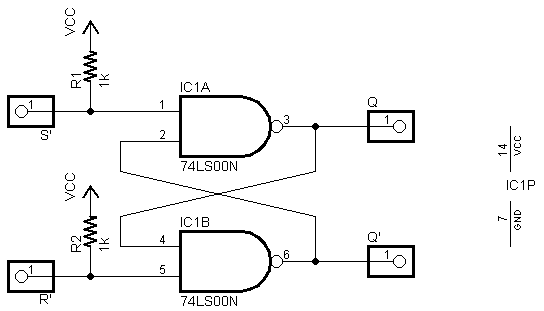 VCC
R1
1k
1
S'
IC1A
1
2
3
74LS00N
Q
1
14
VCC
IC1P
7
GND
VCC
R2
1k
1
R'
IC1B
4
5
6
74LS00N
Q'
1